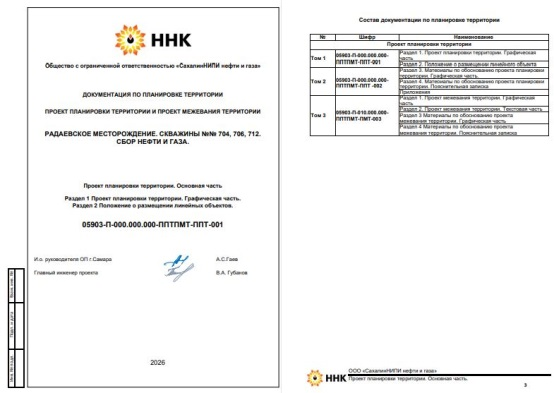 ННК
Общество с ограниченной ответственностью «СахалинНИПИ нефти и газа»
ДОКУМЕНТАЦИЯ ПО ПЛАНИРОВКЕ ТЕРРИТОРИИ
ПРОЕКТ ПЛАНИРОВКИ ТЕРРИТОРИИ И ПРОЕКТ МЕЖЕВАНИЯ ТЕРРИТОРИИ
РАДАЕВСКОЕ МЕСТОРОЖДЕНИЕ. СКВАЖИНЫ №№ 704, 706, 712.
СБОР НЕФТИ И ГАЗА.
Проект планировки территории. Основная часть
Раздел 1 Проект планировки территории. Графическая часть.
Раздел 2 Положение о размещении линейных объектов.
05903-П-000.000.000-ППТПМТ-ППТ-001
И.о. руководителя ОП г.Самара
А.С.Гаев
Главный инженер проекта
В.А. Губанов
Взам. инв. №
Подп. и дата
Инв. № подл.
2026
Состав документации по планировке территории
№ Шифр Наименование
Проект планировки территории
Том 1
05903-П-000.000.000-
ППТПМТ-ППТ-001
Раздел 1. Проект планировки территории. Графическая
часть
Раздел 2. Положение о размещении линейного объекта
Том 2
05903-П-000.000.000-
ППТПМТ-ППТ -002
Раздел 3. Материалы по обоснованию проекта планировки
территории. Графическая часть.
Раздел 4. Материалы по обоснованию проекта планировки
территории. Пояснительная записка
Приложения
Том 3
05903-П-010.000.000-
ППТПМТ-ПМТ-003
Раздел 1. Проект межевания территории. Графическая
часть
Раздел 2. Проект межевания территории. Текстовая часть
Раздел 3. Материалы по обоснованию проекта
межевания территории. Графическая часть
Раздел 4 Материалы по обоснованию проекта
межевания территории. Пояснительная записка
ННК
ООО «СахалинНИПИ нефти и газа»
Проект планировки территории. Основная часть.
3